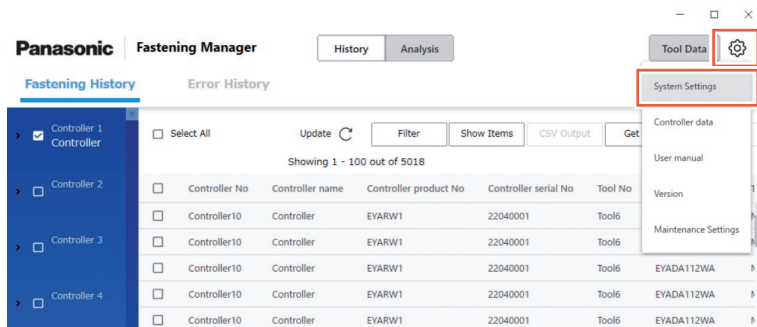 Panasonic Fastening Manager History Analysis Tool Data
Fastening History Error History
System Settings
Controller 1
Controller
Select All Update Filter Show Items CSV Output Get
Controller data
Showing 1 - 100 out of 5018
User manual
Controller 2
Controller No Controller name Controller product No Controller serial No Tool No
Version
Controller10 Controller EYARW1 22040001 Tool6
Maintenance Settings
Controller 3
Controller10 Controller EYARW1 22040001 Tool6
Controller10 Controller EYARW1 22040001 Tool6 EYADA112WA
Controller 4
Controller10 Controller EYARW1 22040001 Tool6 EYADA112WA
Controller10 Controller EYARW1 22040001 Tool6 EYADA112WA